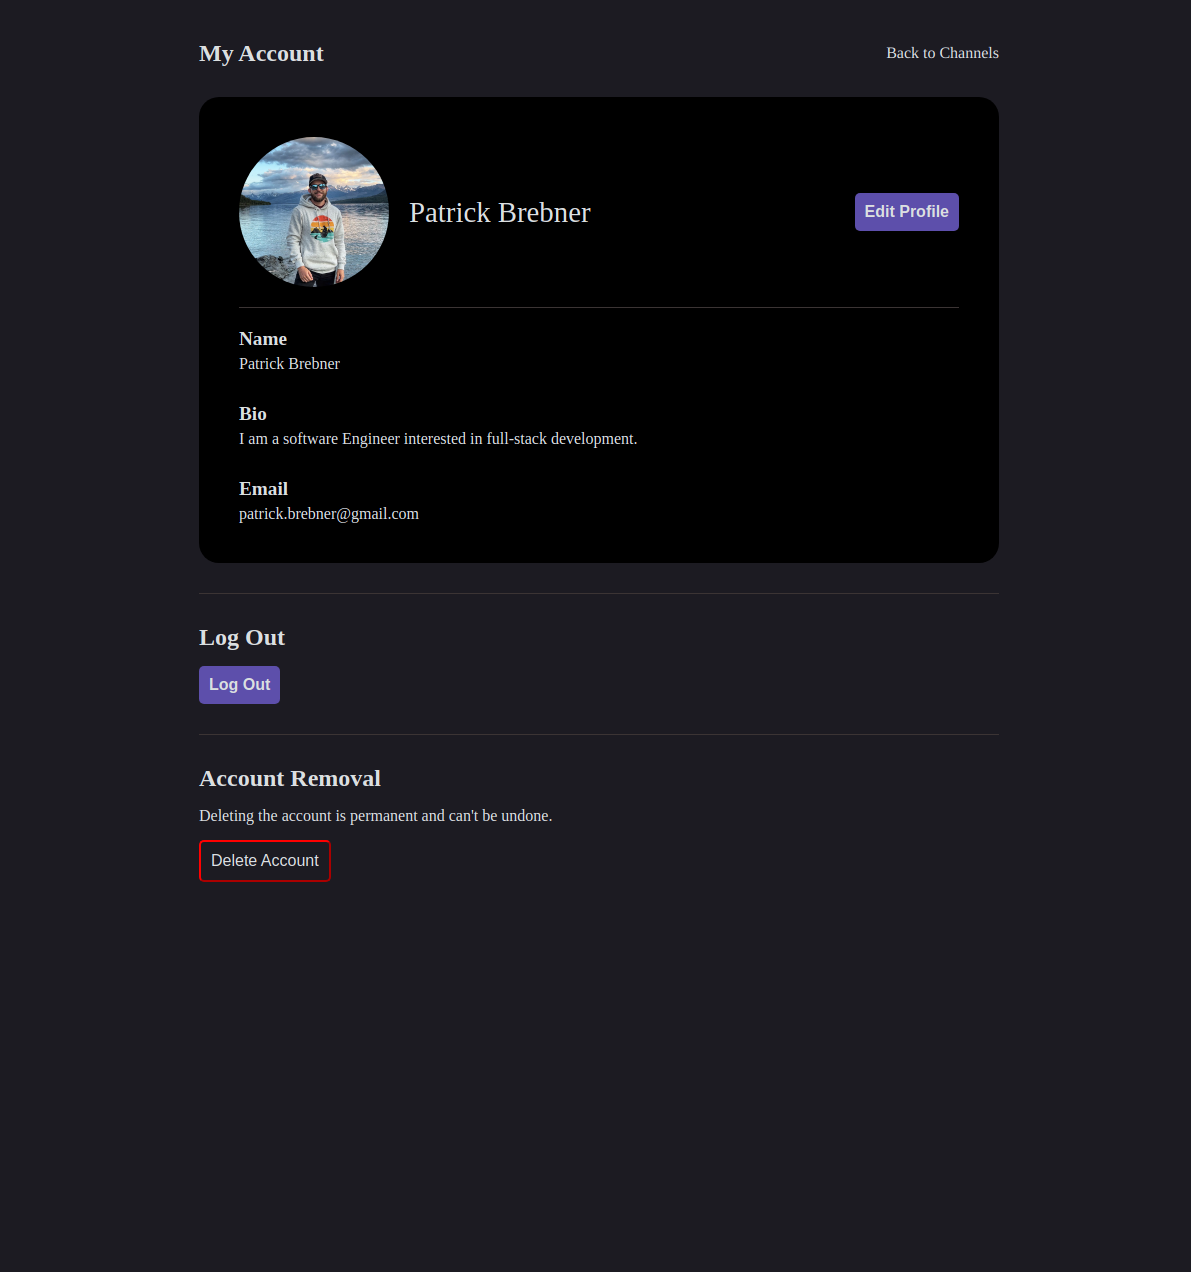 My Account
Back to Channels
Patrick Brebner
Edit Profile
Name
Patrick Brebner
Bio
I am a software Engineer interested in full-stack development.
Email
patrick.brebner@gmail.com
Log Out
Log Out
Account Removal
Deleting the account is permanent and can't be undone.
Delete Account